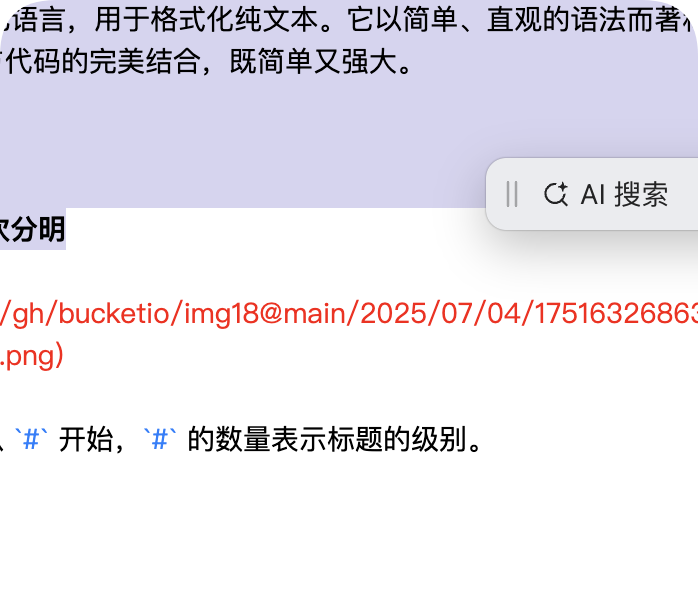 语言，用于格式化纯文本。它以简单、直观的语法而著
代码的完美结合，既简单又强大。
AI 搜索
次分明
/gh/bucketio/img18@main/2025/07/04/17516326863
.png)
`#` 开始，`#` 的数量表示标题的级别。